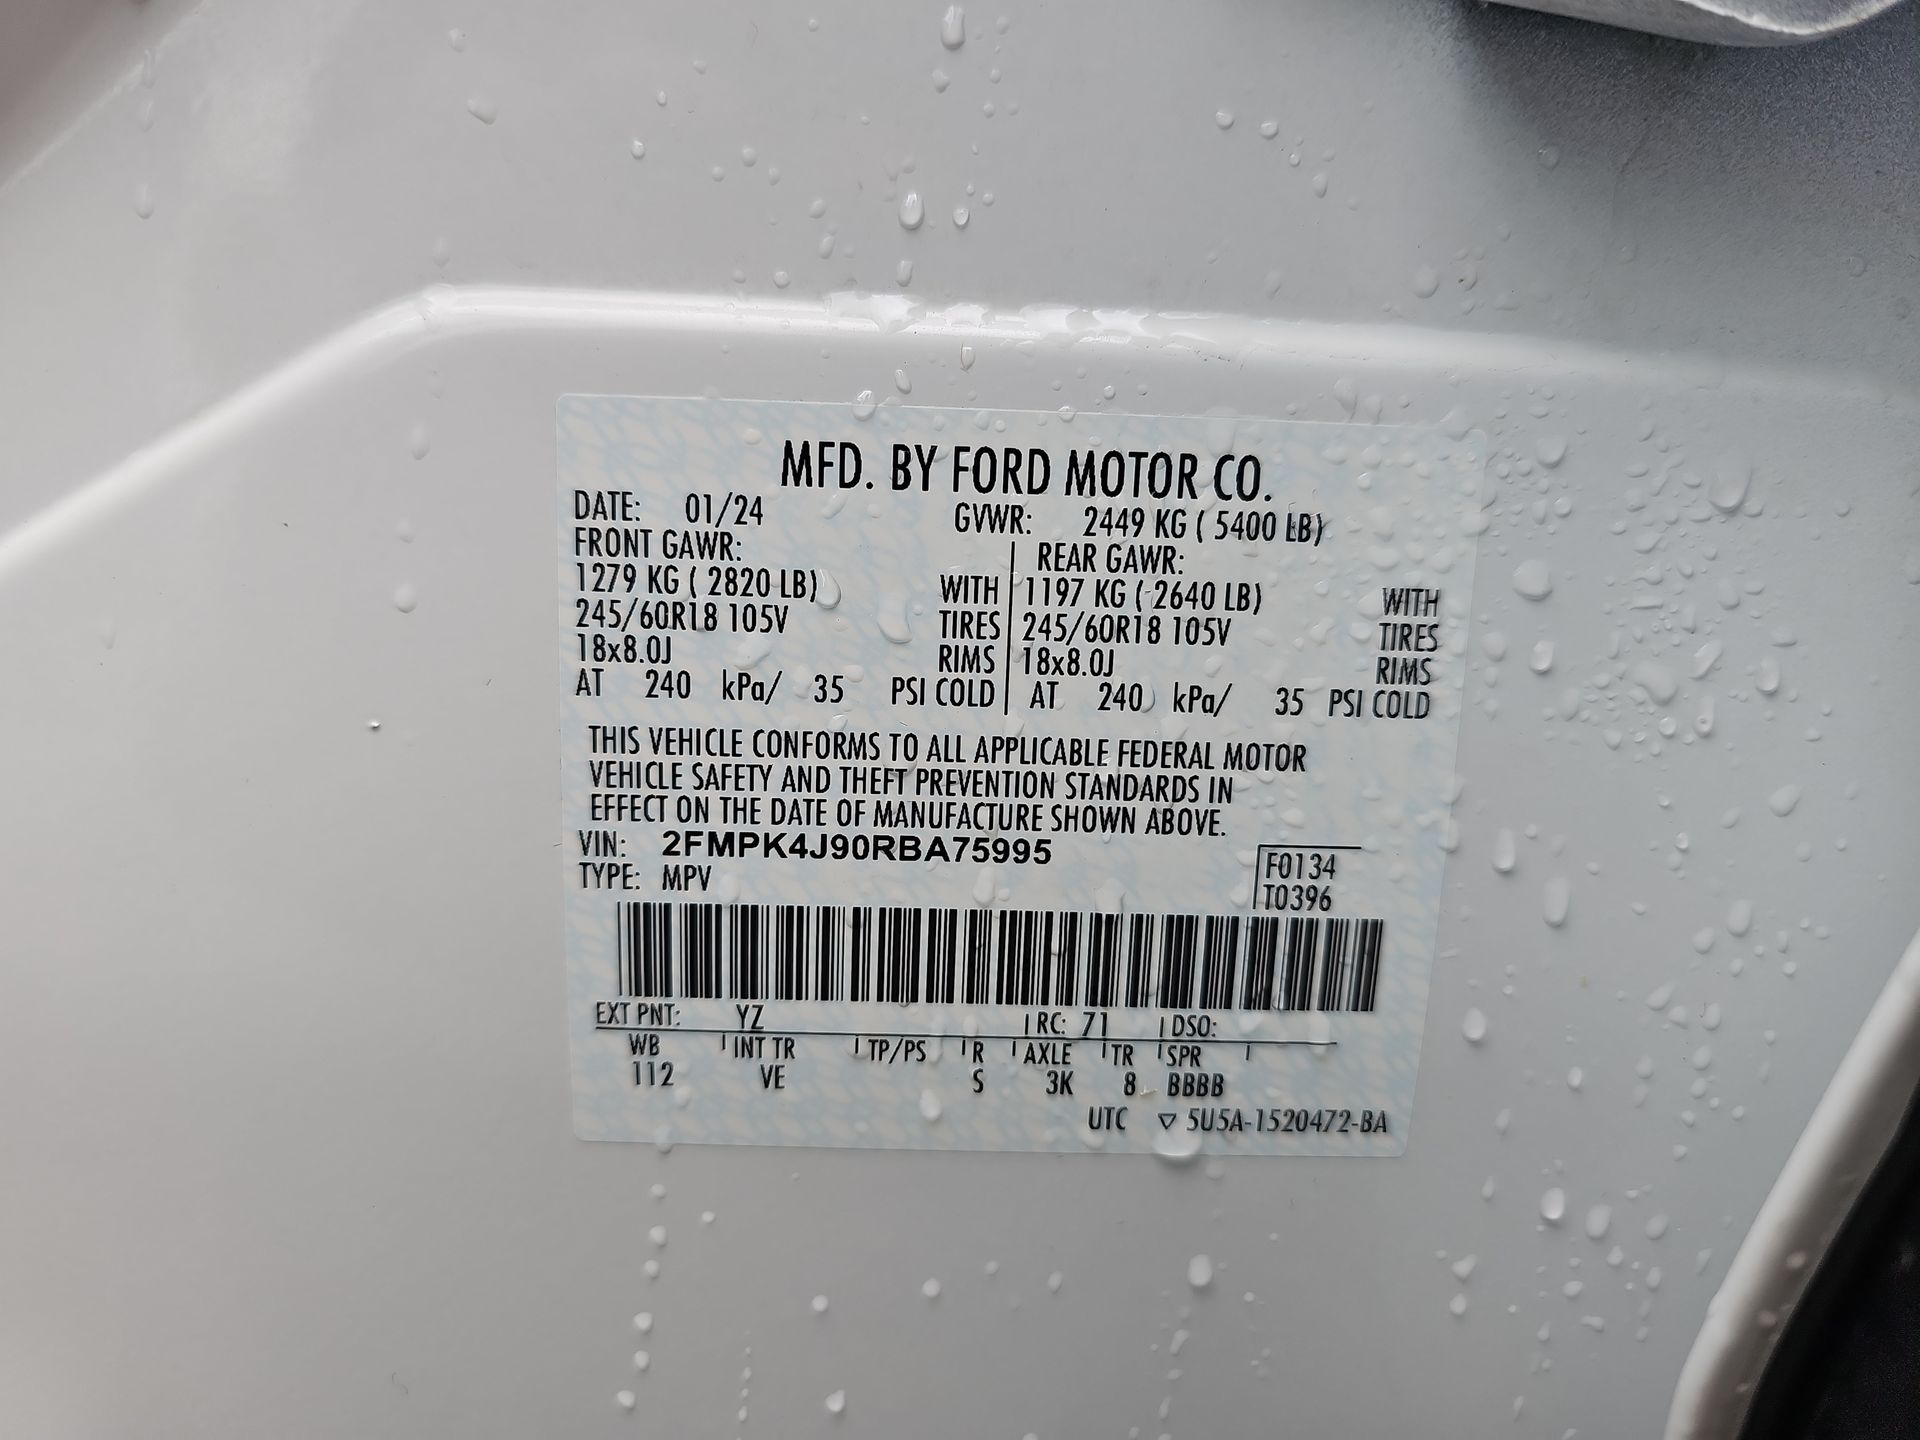 MFD. BY FORD MOTOR CO.
DATE: 01/24 GVWR: 2449 KG ( 5400 LB)
FRONT GAWR: REAR GAWR:
1279 KG ( 2820 LB) WITH 1197 KG ( 2640 LB) WITH
245/60R18 105V TIRES 245/60R18 105V TIRES
18x8.0J RIMS 18x8.0J RIMS
AT 240 kPa/ 35 PSI COLD AT 240 kPa/ 35 PSI COLD
THIS VEHICLE CONFORMS TO ALL APPLICABLE FEDERAL MOTOR
VEHICLE SAFETY AND THEFT PREVENTION STANDARDS IN
EFFECT ON THE DATE OF MANUFACTURE SHOWN ABOVE.
VIN: 2FMPK4J90RBA75995 F0134
TYPE: MPV T0396
EXT PNT: YZ RC: 71 DSO:
WB INT TR TP/PS R AXLE TR SPR
112 VE S 3K 8 BBBB
UTC ▽ 5U5A-1520472-BA